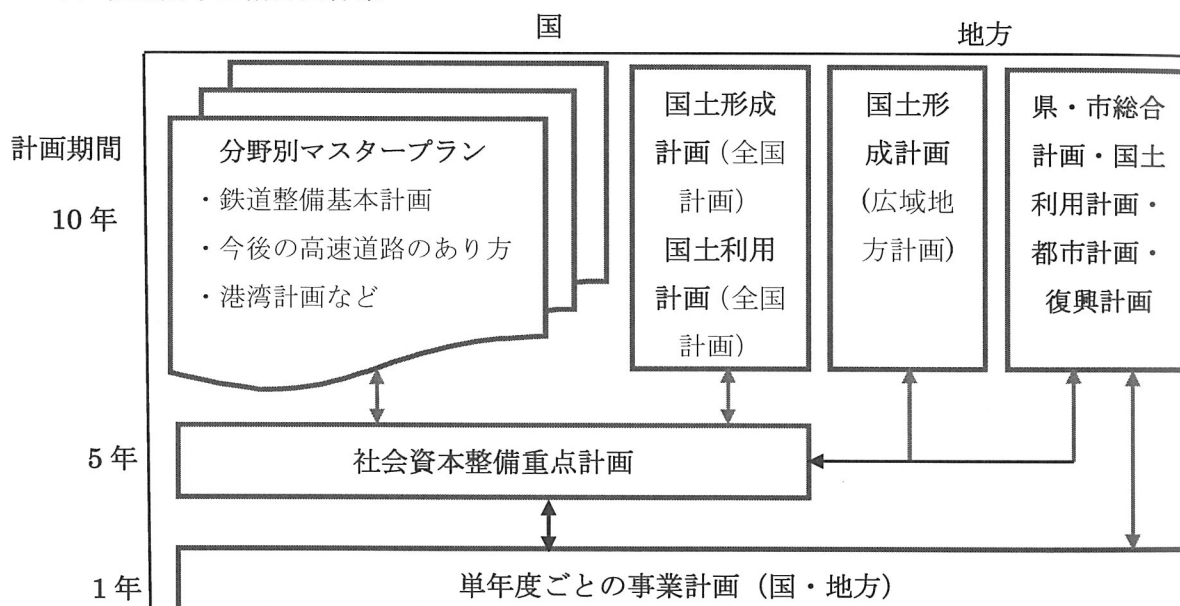 国
地方
計画期間
10 年
分野別マスタープラン
・鉄道整備基本計画
・今後の高速道路のあり方
・港湾計画など
国土形成
計画（全国
計画）
国土利用
計画（全国
計画）
国土形
成計画
(広域地
方計画)
県・市総合
計画・国土
利用計画・
都市計画・
復興計画
5 年
社会資本整備重点計画
1 年
単年度ごとの事業計画（国・地方）